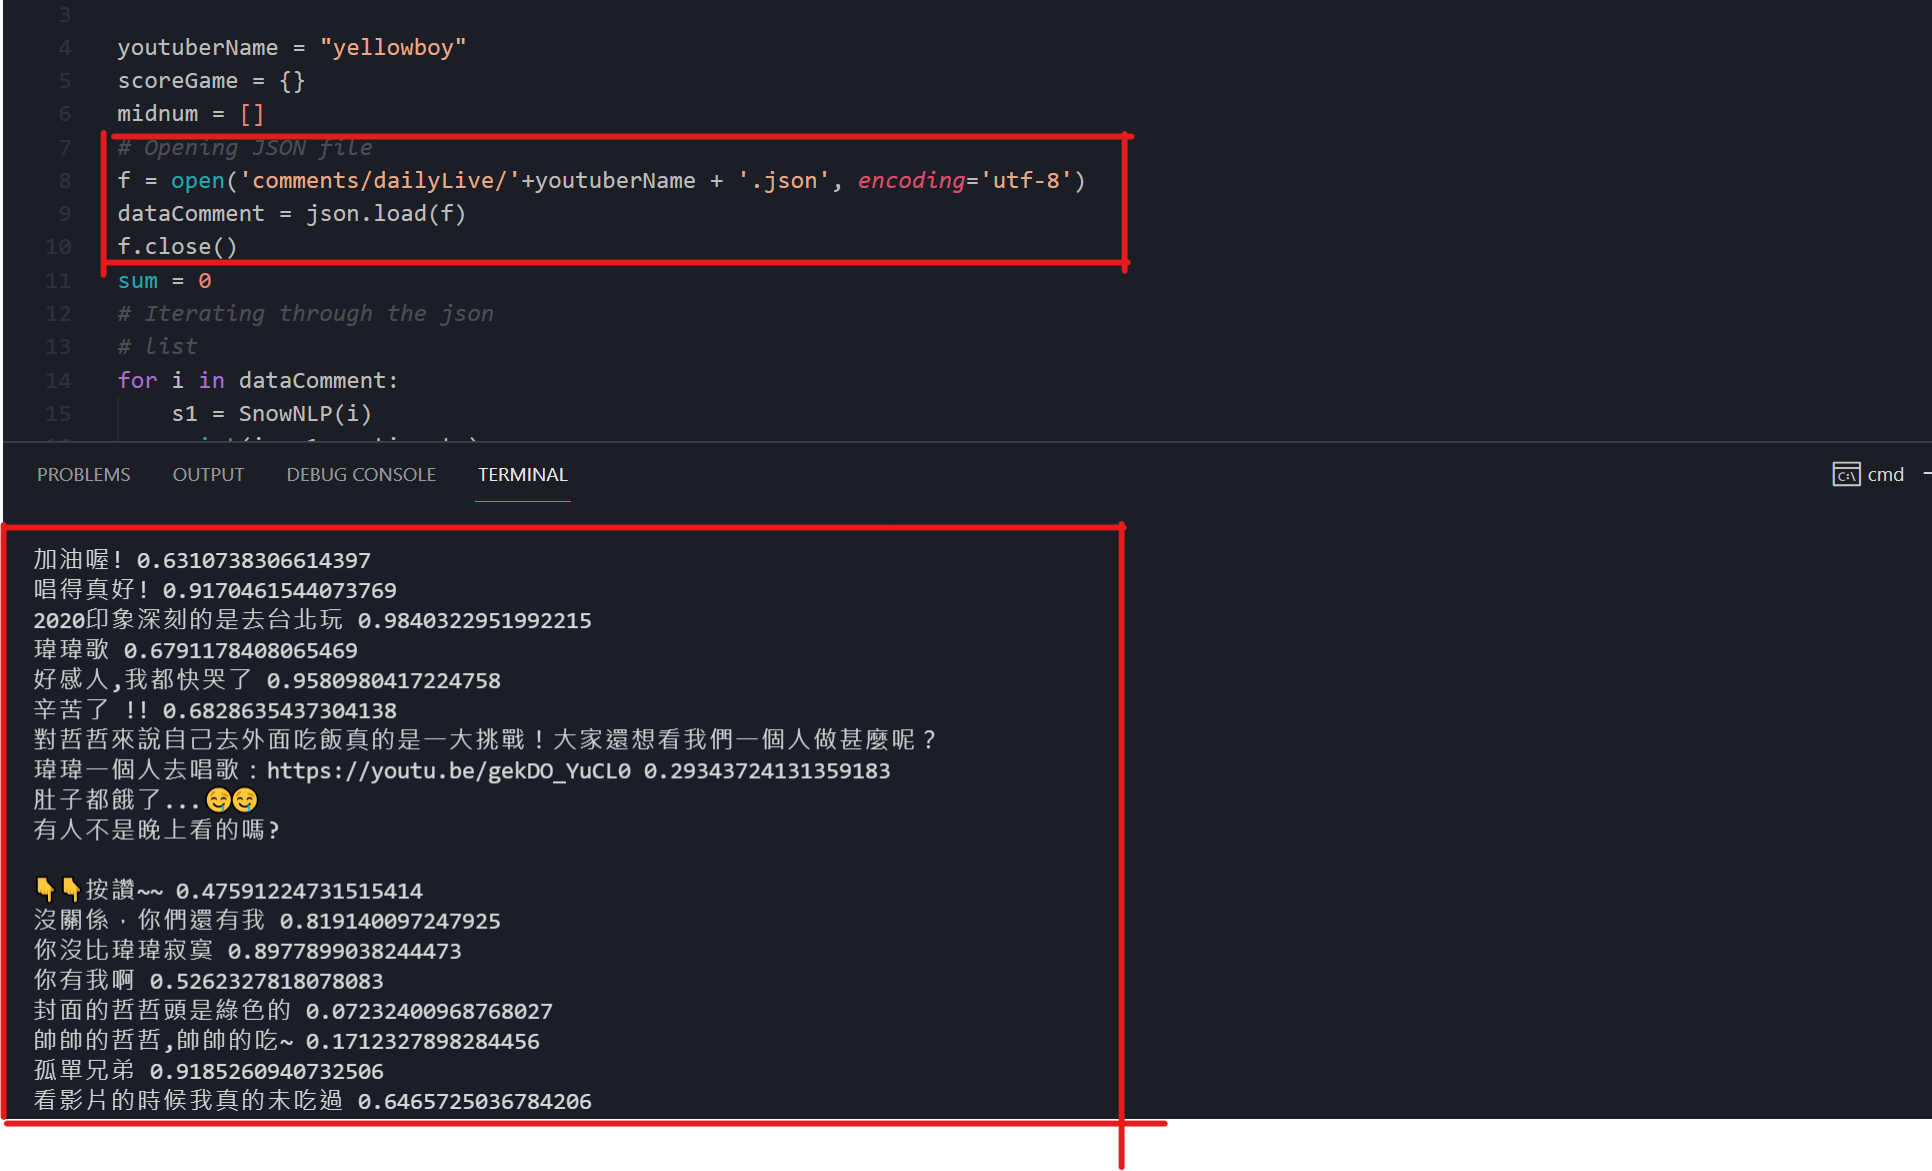 3
4 youtuberName = "yellowboy"
5 scoreGame = {}
6 midnum = []
7 # Opening JSON file
8 f = open('comments/dailyLive/'+youtuberName + '.json', encoding='utf-8')
9 dataComment = json.load(f)
10 f.close()
11 sum = 0
12 # Iterating through the json
13 # list
14 for i in dataComment:
15 s1 = SnowNLP(i)
PROBLEMS OUTPUT DEBUG CONSOLE TERMINAL cmd
加油喔! 0.6310738306614397
唱得真好! 0.9170461544073769
2020印象深刻的是去台北玩 0.9840322951992215
瑋瑋歌 0.6791178408065469
好感人,我都快哭了 0.9580980417224758
辛苦了 !! 0.6828635437304138
對哲哲來說自己去外面吃飯真的是一大挑戰！大家還想看我們一個人做甚麼呢？
瑋瑋一個人去唱歌：https://youtu.be/gekDO_YuCL0 0.29343724131359183
肚子都餓了...🤤🤤
有人不是晚上看的嗎?
👇👇按讚~~ 0.47591224731515414
沒關係，你們還有我 0.819140097247925
你沒比瑋瑋寂寞 0.8977899038244473
你有我啊 0.5262327818078083
封面的哲哲頭是綠色的 0.07232400968768027
帥帥的哲哲,帥帥的吃~ 0.1712327898284456
孤單兄弟 0.9185260940732506
看影片的時候我真的未吃過 0.6465725036784206